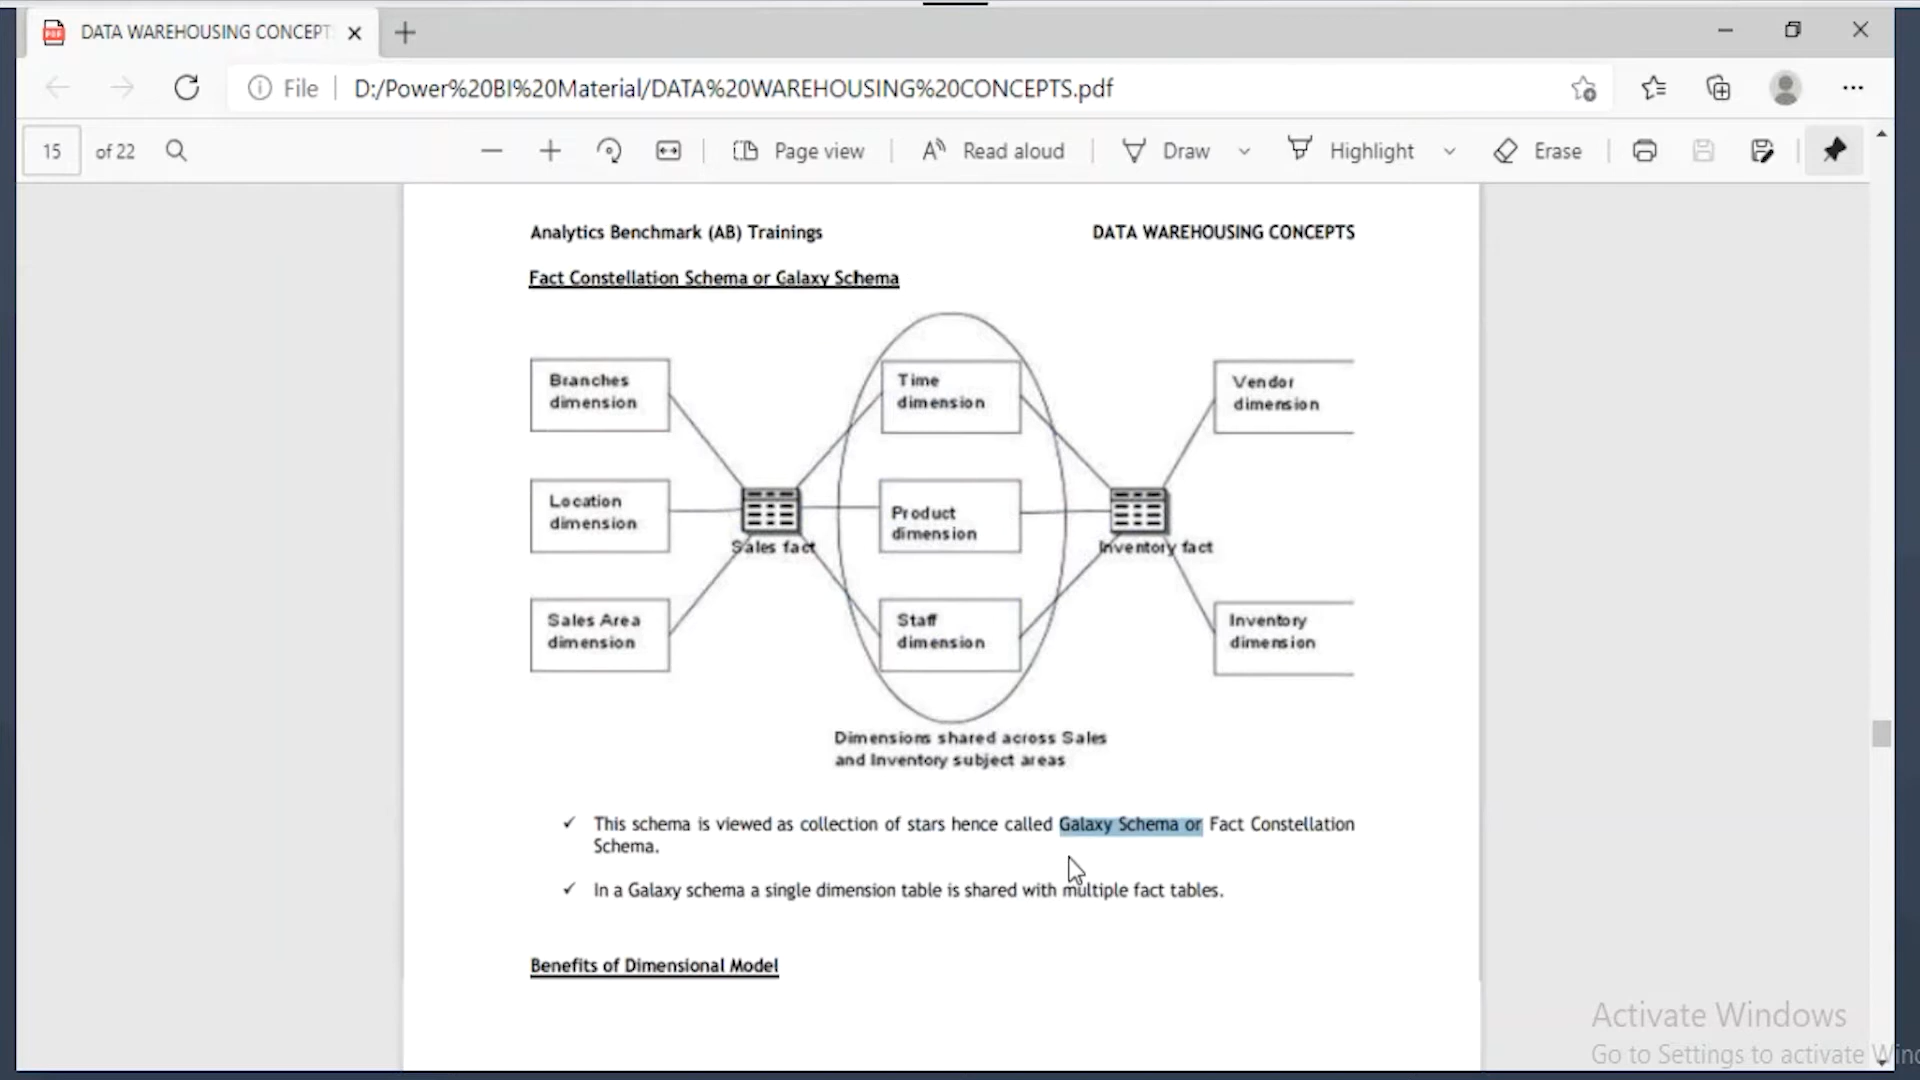 DATA WAREHOUSING CONCEPT
File
D:/Power%20BI%20Material/DATA%20WAREHOUSING%20CONCEPTS.pdf
15 of 22
Page view
Read aloud
Draw
Highlight
Erase
Analytics Benchmark (AB) Trainings
DATA WAREHOUSING CONCEPTS
Fact Constellation Schema or Galaxy Schema
Branches
dimension
Time
dimension
Vendor
dimension
Location
dimension
Product
dimension
Sales fact
Inventory fact
Sales Area
dimension
Staff
dimension
Inventory
dimension
Dimensions shared across Sales
and Inventory subject areas
This schema is viewed as collection of stars hence called Galaxy Schema or Fact Constellation
Schema.
In a Galaxy schema a single dimension table is shared with multiple fact tables.
Benefits of Dimensional Model
Activate Windows
Go to Settings to activate Win